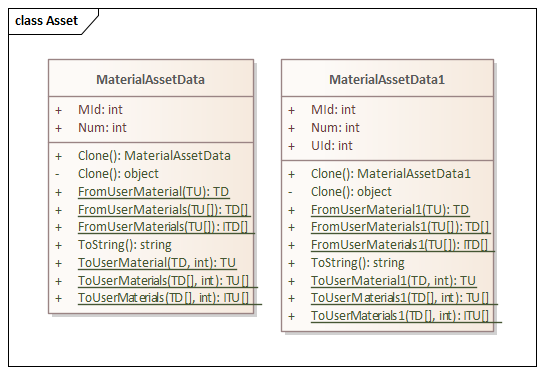 class Asset
MaterialAssetData
+ MId: int
+ Num: int
+ Clone(): MaterialAssetData
- Clone(): object
+ FromUserMaterial(TU): TD
+ FromUserMaterials(TU[]): TD[]
+ FromUserMaterials(TU[]): ITD[]
+ ToString(): string
+ ToUserMaterial(TD, int): TU
+ ToUserMaterials(TD[], int): TU[]
+ ToUserMaterials(TD[], int): ITU[]
MaterialAssetData1
+ MId: int
+ Num: int
+ UId: int
+ Clone(): MaterialAssetData1
- Clone(): object
+ FromUserMaterial1(TU): TD
+ FromUserMaterials1(TU[]): TD[]
+ FromUserMaterials1(TU[]): ITD[]
+ ToString(): string
+ ToUserMaterial1(TD, int): TU
+ ToUserMaterials1(TD[], int): TU[]
+ ToUserMaterials1(TD[], int): ITU[]